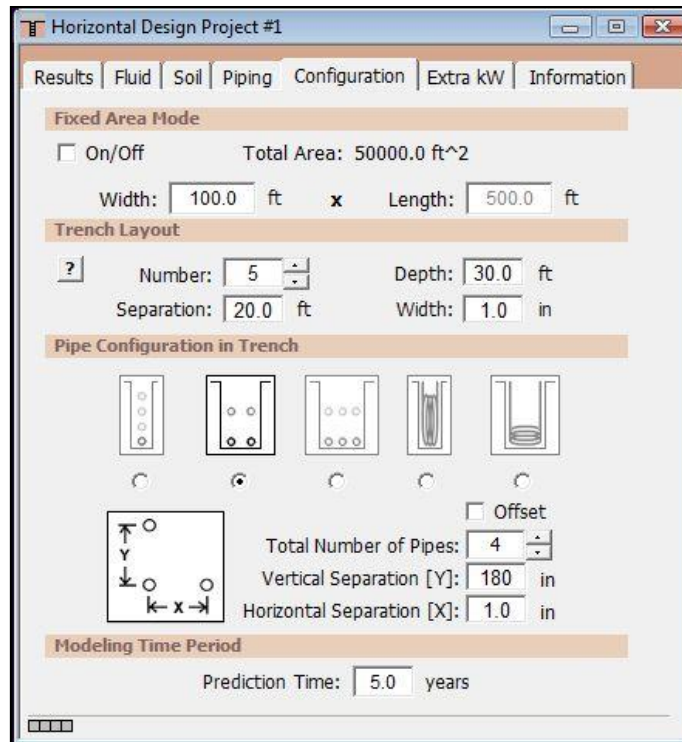 Horizontal Design Project #1
Results Fluid Soil Piping Configuration Extra kW Information
Fixed Area Mode
On/Off Total Area: 50000.0 ft^2
Width: 100.0 ft x Length: 500.0 ft
Trench Layout
? Number: 5 Depth: 30.0 ft
Separation: 20.0 ft Width: 1.0 in
Pipe Configuration in Trench
Offset
Y
X
Total Number of Pipes: 4
Vertical Separation [Y]: 180 in
Horizontal Separation [X]: 1.0 in
Modeling Time Period
Prediction Time: 5.0 years